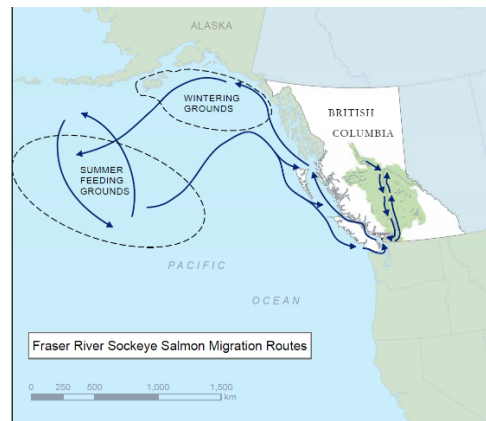 ALASKA
WINTERING
GROUNDS
BRITISH
COLUMBIA
SUMMER
FEEDING
GROUNDS
PACIFIC
OCEAN
Fraser River Sockeye Salmon Migration Routes
0 250 500 1,000 1,500
km